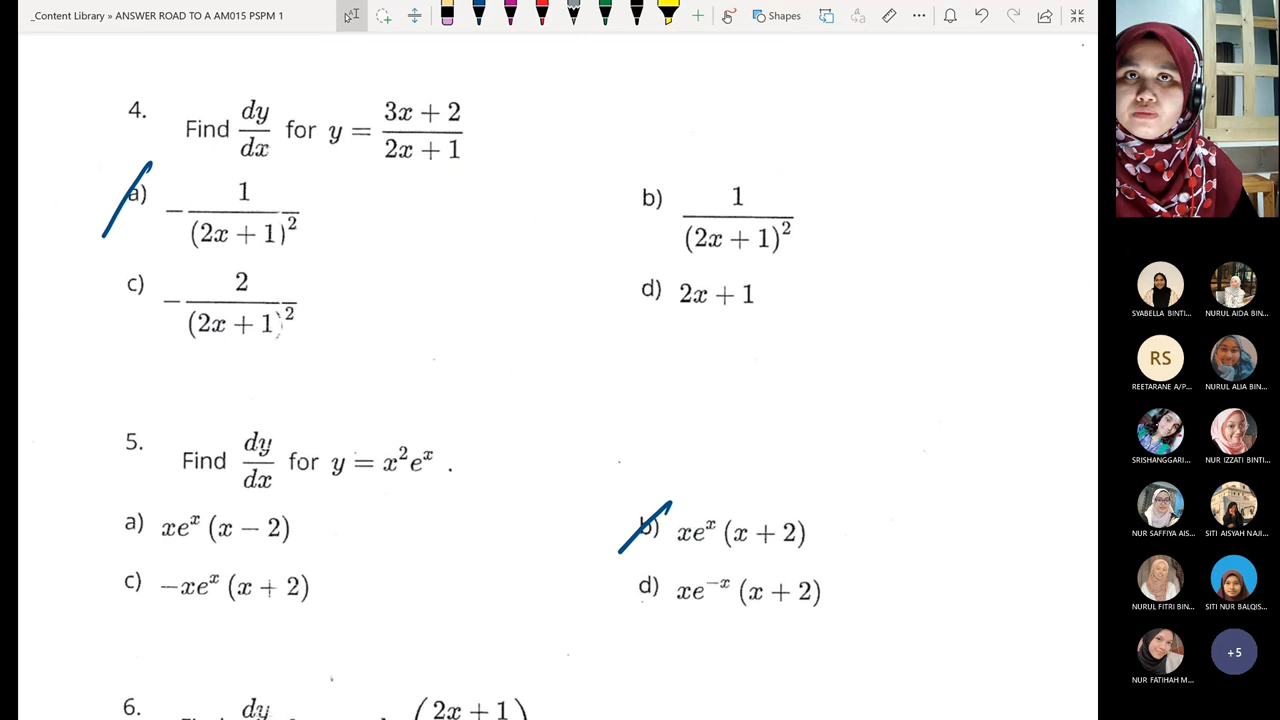 _Content Library » ANSWER ROAD TO A AM015 PSPM 1
Shapes
4. Find dy/dx for y = (3x + 2)/(2x + 1)
a) −1/(2x + 1)²
b) 1/(2x + 1)²
c) −2/(2x + 1)²
d) 2x + 1
5. Find dy/dx for y = x²eˣ .
a) xeˣ (x − 2)
b) xeˣ (x + 2)
c) −xeˣ (x + 2)
d) xe⁻ˣ (x + 2)
6. dy (2x + 1)
SYABELLA BINTI...
NURUL AIDA BIN...
RS
REETARANE A/P...
NURUL ALIA BIN...
SRISHANGGARI...
NUR IZZATI BINTI...
NUR SAFFIYA AIS...
SITI AISYAH NAJI...
NURUL FITRI BIN...
SITI NUR BALQIS...
NUR FATIHAH M...
+5